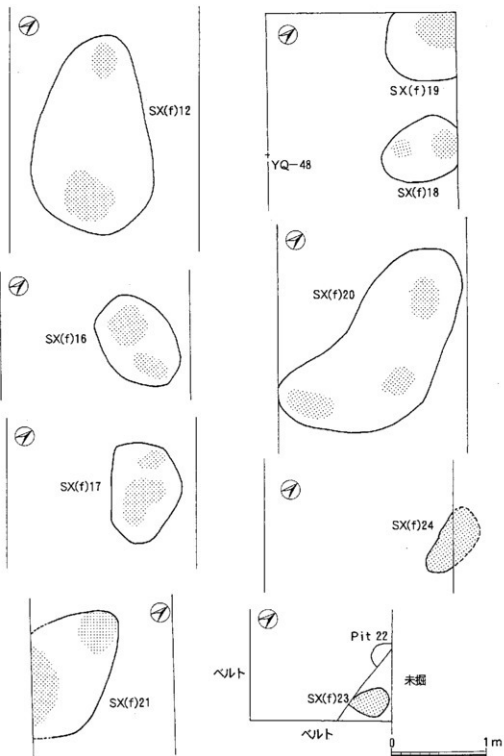 SX(f)12
SX(f)19
YQ-48
SX(f)18
SX(f)16
SX(f)20
SX(f)17
SX(f)24
SX(f)21
Pit 22
ベルト
SX(f)23
未掘
ベルト
0 1m